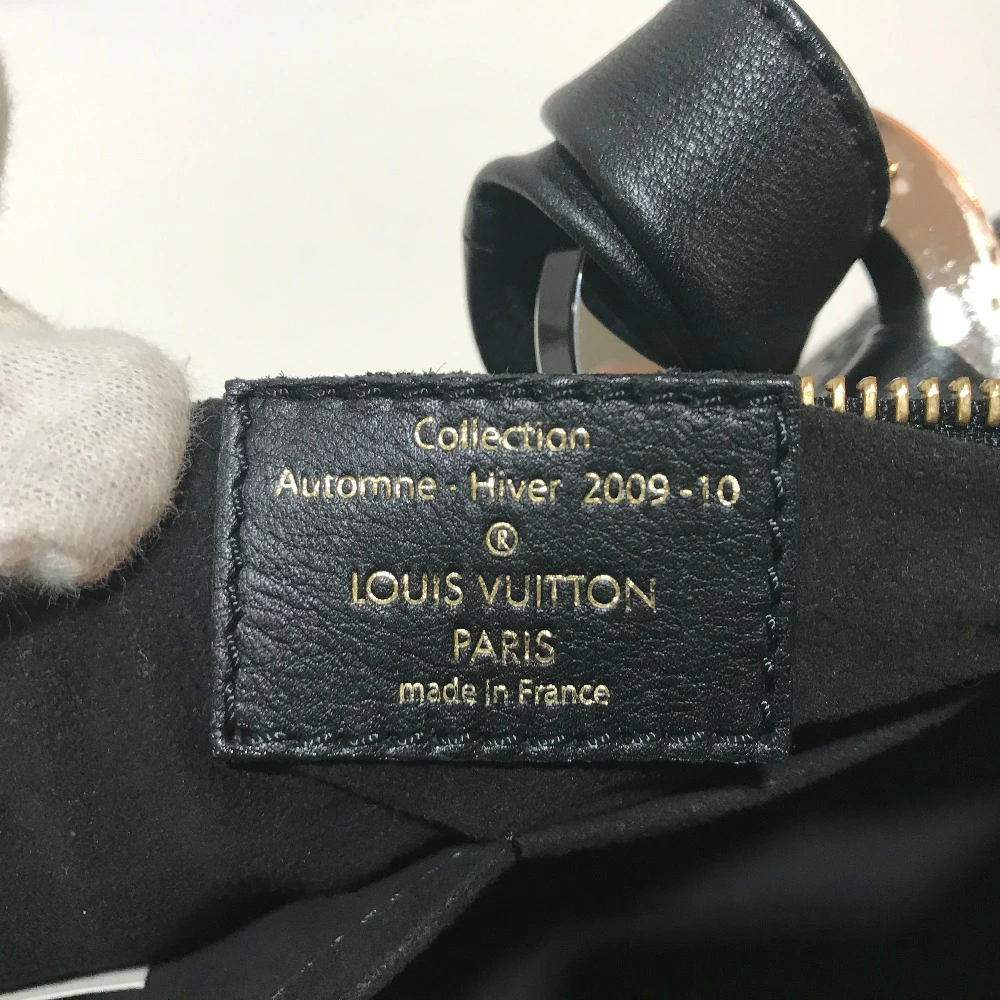 Collection
Automne - Hiver 2009-10
®
LOUIS VUITTON
PARIS
made in France